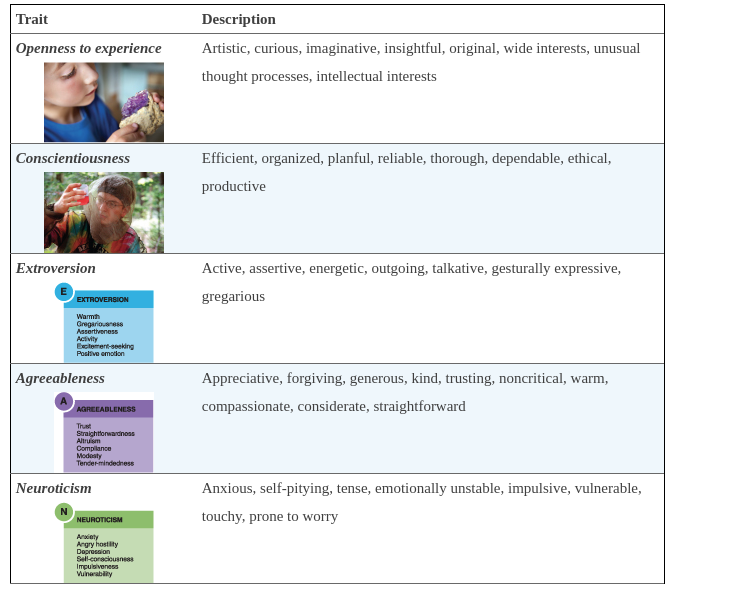 Trait Description
Openness to experience Artistic, curious, imaginative, insightful, original, wide interests, unusual
thought processes, intellectual interests
Conscientiousness Efficient, organized, planful, reliable, thorough, dependable, ethical,
productive
Extroversion Active, assertive, energetic, outgoing, talkative, gesturally expressive,
gregarious
E
EXTROVERSION
Warmth
Gregariousness
Assertiveness
Activity
Excitement-seeking
Positive emotion
Agreeableness Appreciative, forgiving, generous, kind, trusting, noncritical, warm,
compassionate, considerate, straightforward
A
AGREEABLENESS
Trust
Straightforwardness
Altruism
Compliance
Modesty
Tender-mindedness
Neuroticism Anxious, self-pitying, tense, emotionally unstable, impulsive, vulnerable,
touchy, prone to worry
N
NEUROTICISM
Anxiety
Angry hostility
Depression
Self-consciousness
Impulsiveness
Vulnerability